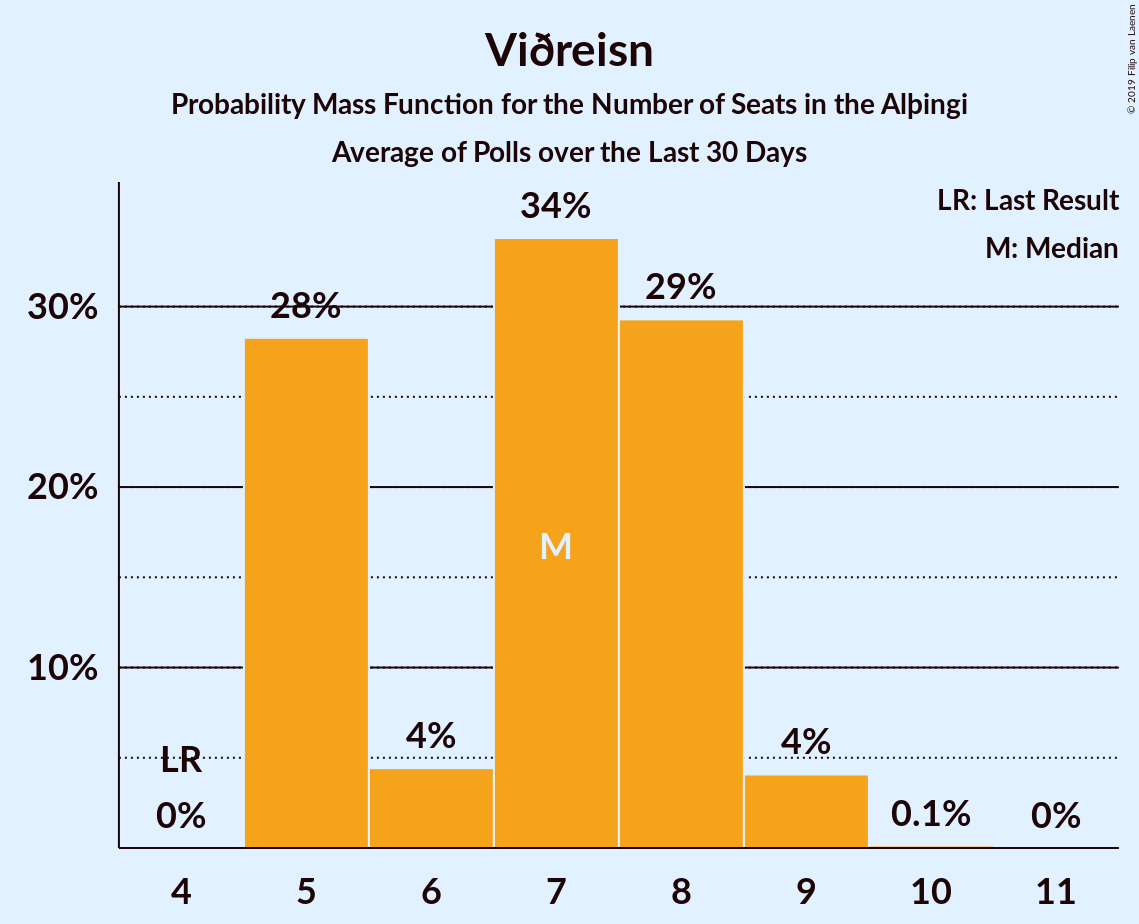 Viðreisn
Probability Mass Function for the Number of Seats in the Alþingi
Average of Polls over the Last 30 Days
© 2019 Filip van Laenen
LR: Last Result
M: Median
34%
29%
28%
30%
20%
M
10%
4%
4%
LR
0%
0.1%
0%
4 5 6 7 8 9 10 11